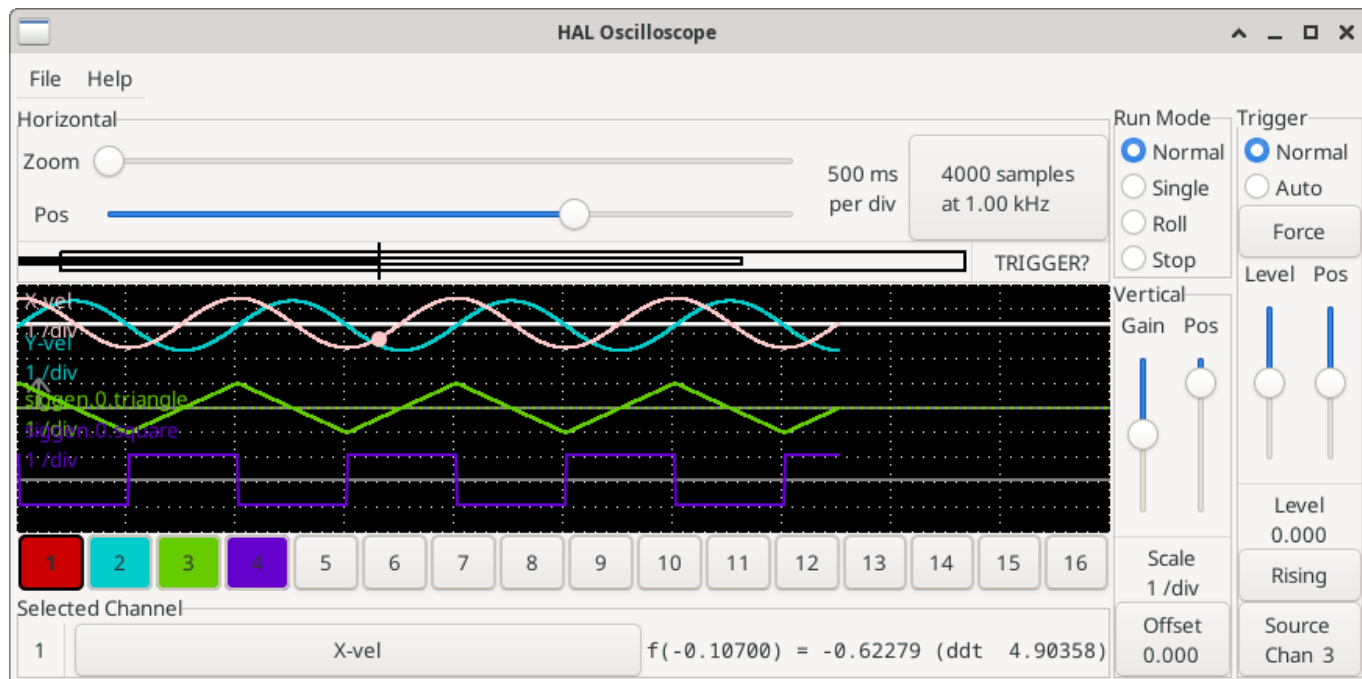 HAL Oscilloscope
File Help
Horizontal
Zoom
Pos
500 ms
per div
4000 samples
at 1.00 kHz
TRIGGER?
Run Mode
Normal
Single
Roll
Stop
Trigger
Normal
Auto
Force
Level Pos
Vertical
Gain Pos
X-vel
1 /div
Y-vel
1 /div
siggen.0.triangle
1 /div
siggen.0.square
1 /div
1 2 3 4 5 6 7 8 9 10 11 12 13 14 15 16
Scale
1 /div
Offset
0.000
Level
0.000
Rising
Source
Chan 3
Selected Channel
1 X-vel f(-0.10700) = -0.62279 (ddt 4.90358)